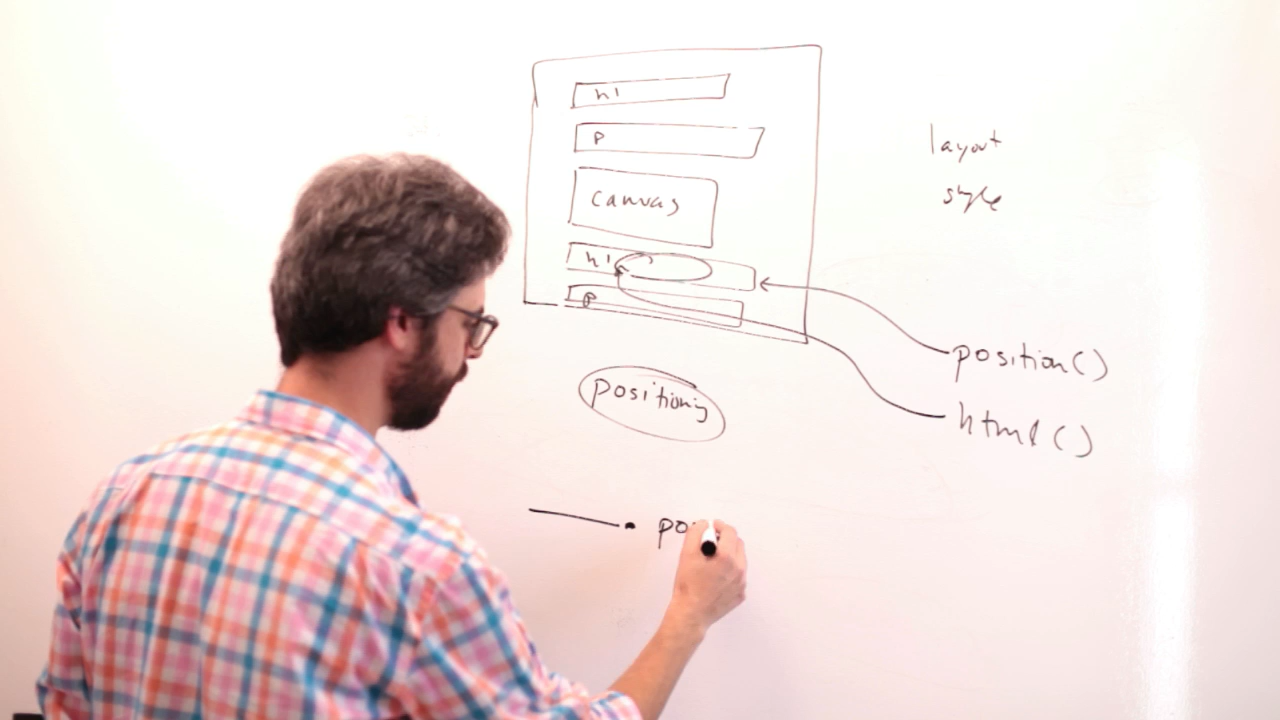 h1
p
canvas
h1
p
layout
style
position()
html()
positioning
. po